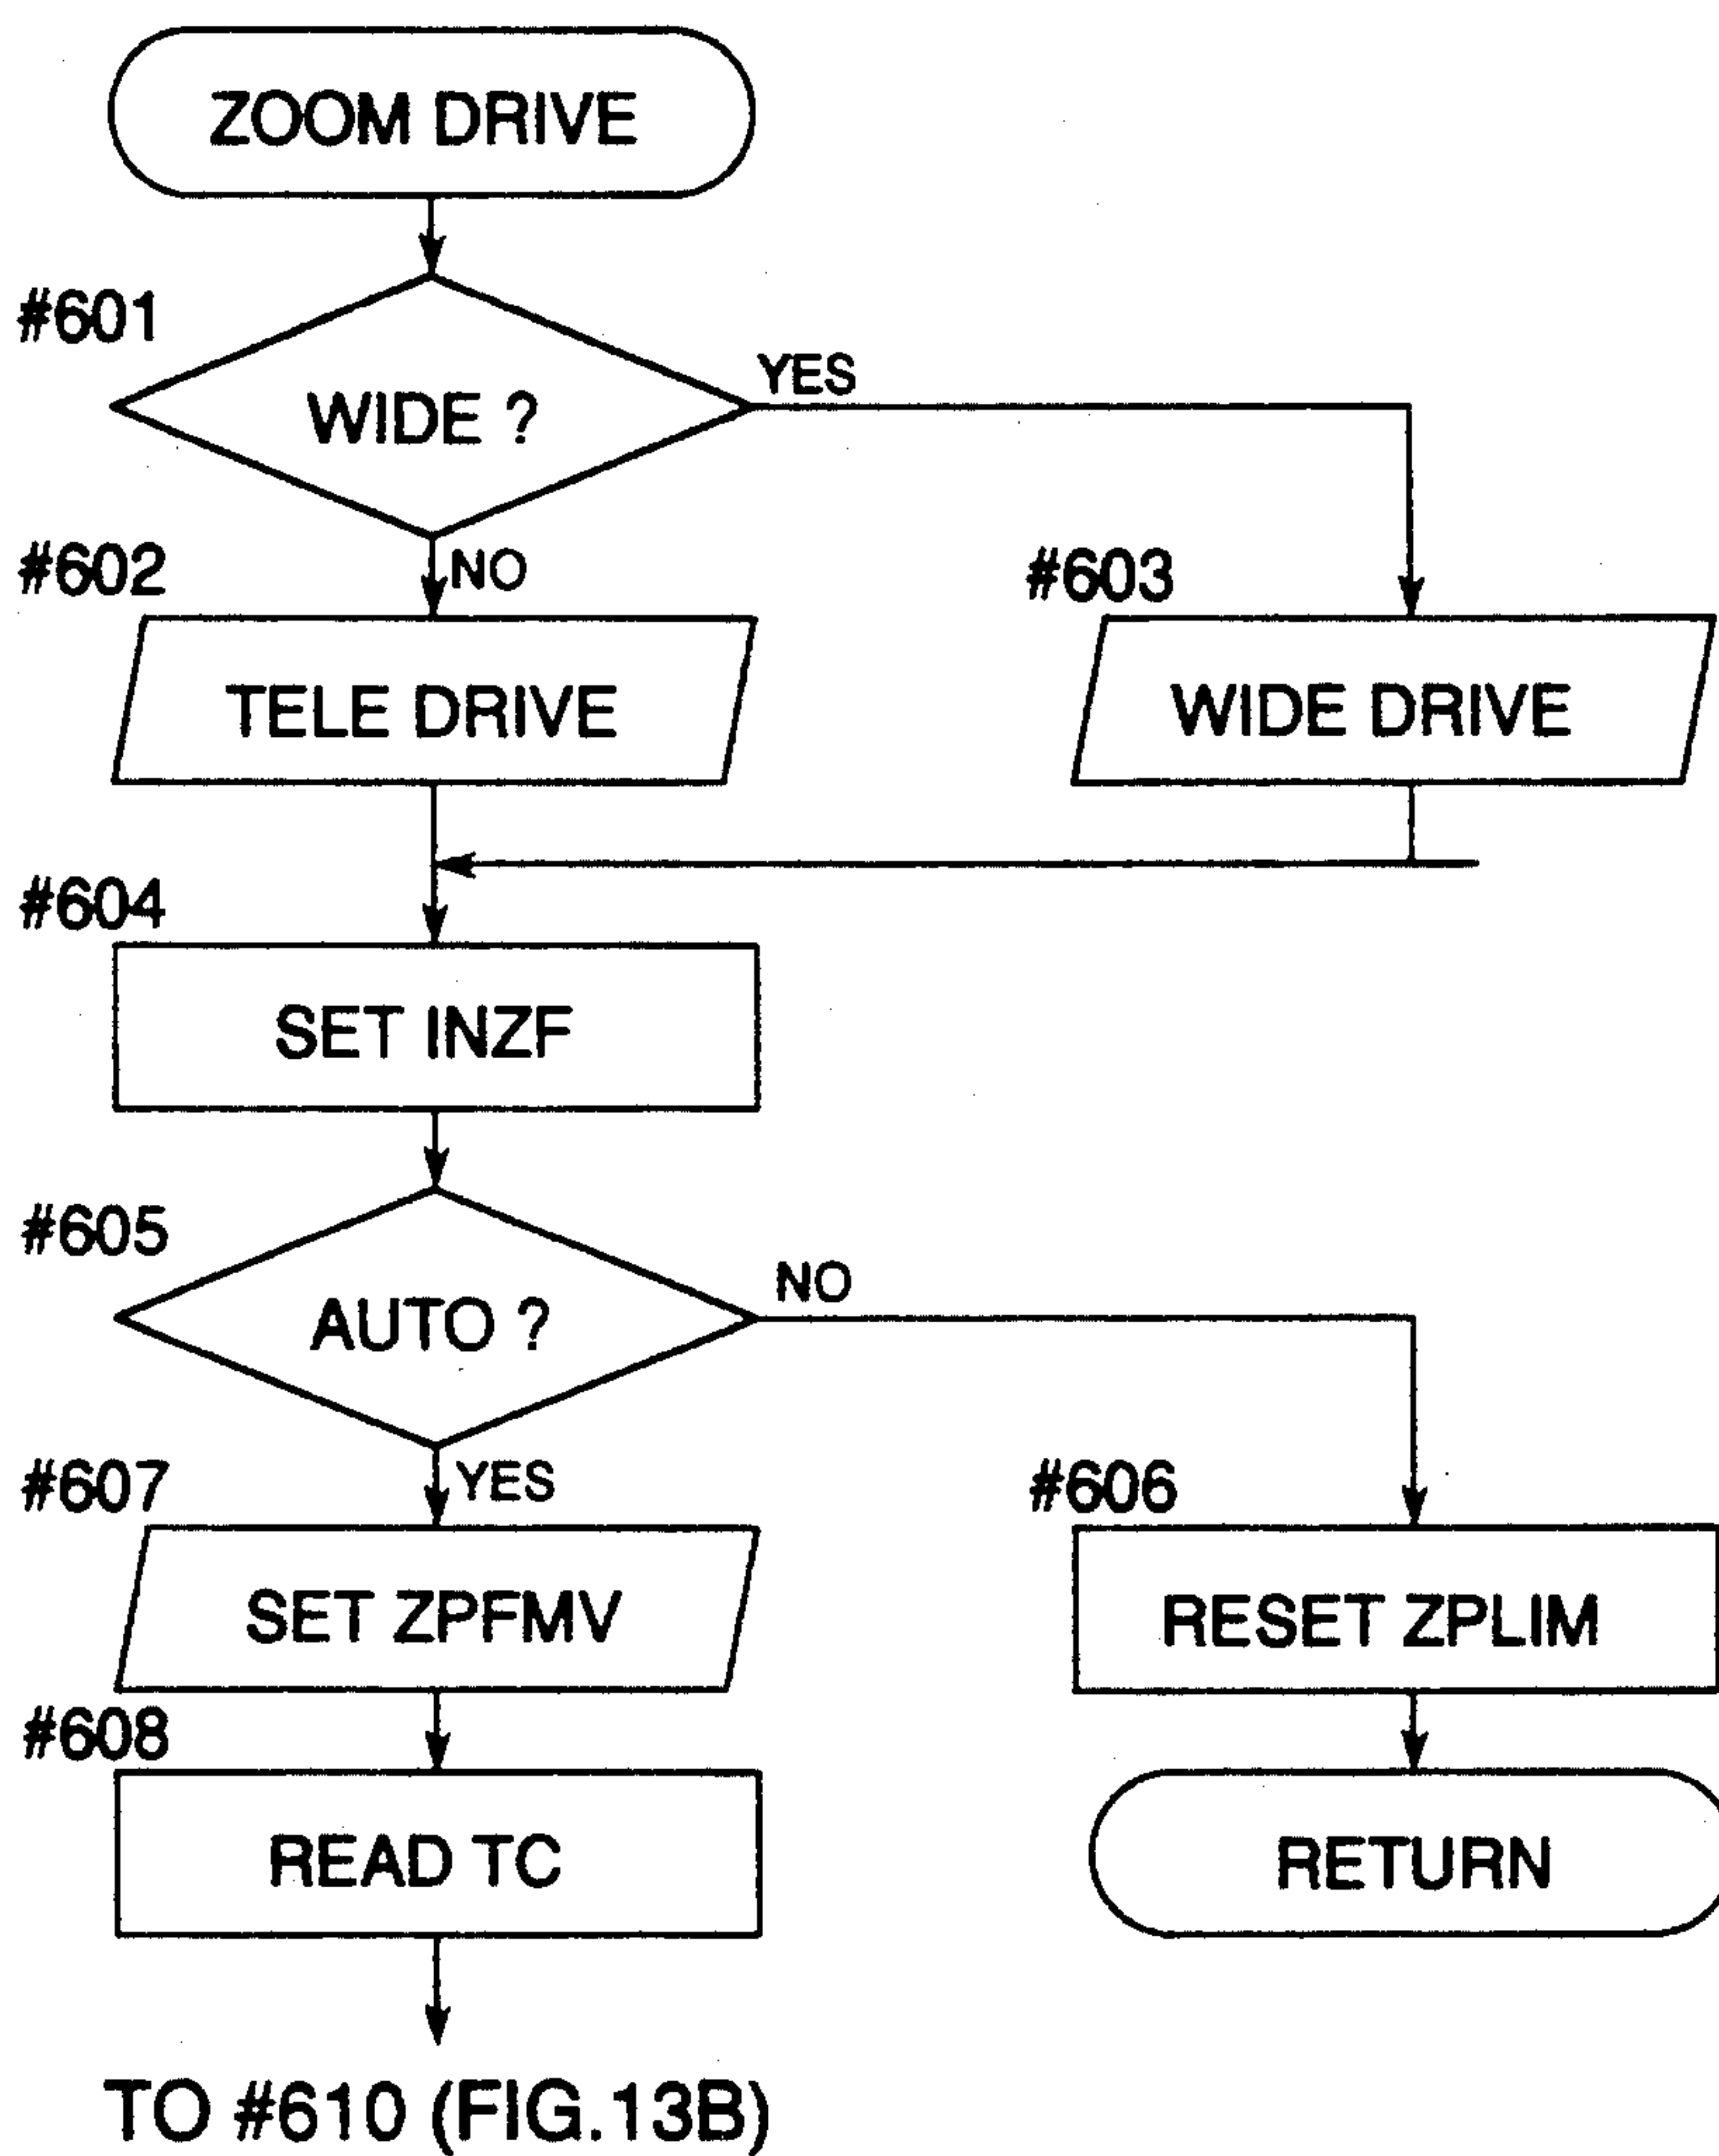 ZOOM DRIVE
#601
WIDE ?
YES
NO
#602
TELE DRIVE
#603
WIDE DRIVE
#604
SET INZF
#605
AUTO ?
NO
YES
#607
SET ZPFMV
#606
RESET ZPLIM
#608
READ TC
RETURN
TO #610 (FIG.13B)